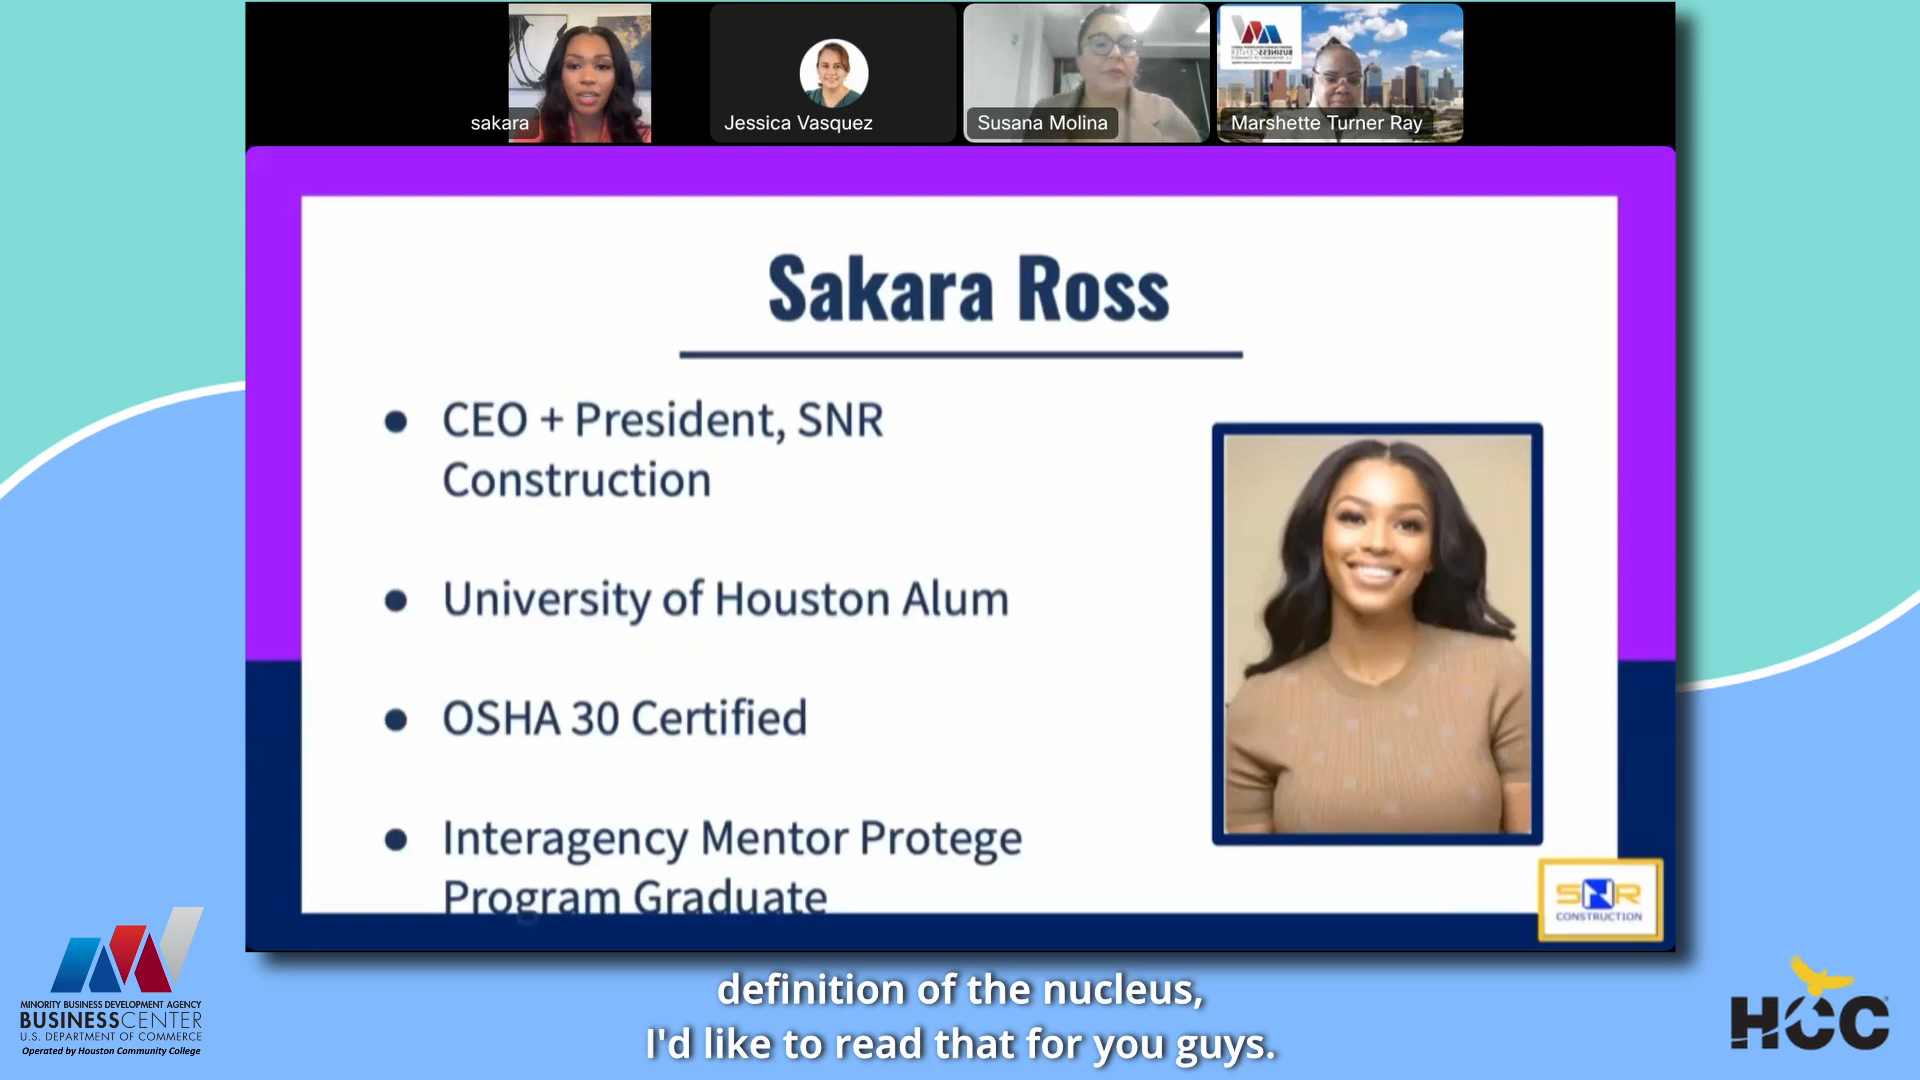 sakara
Jessica Vasquez
Susana Molina
Marshette Turner Ray
Sakara Ross
● CEO + President, SNR
Construction
● University of Houston Alum
● OSHA 30 Certified
● Interagency Mentor Protege
Program Graduate
SNR
CONSTRUCTION
MINORITY BUSINESS DEVELOPMENT AGENCY
BUSINESSCENTER
U.S. DEPARTMENT OF COMMERCE
Operated by Houston Community College
definition of the nucleus,
I'd like to read that for you guys.
HCC